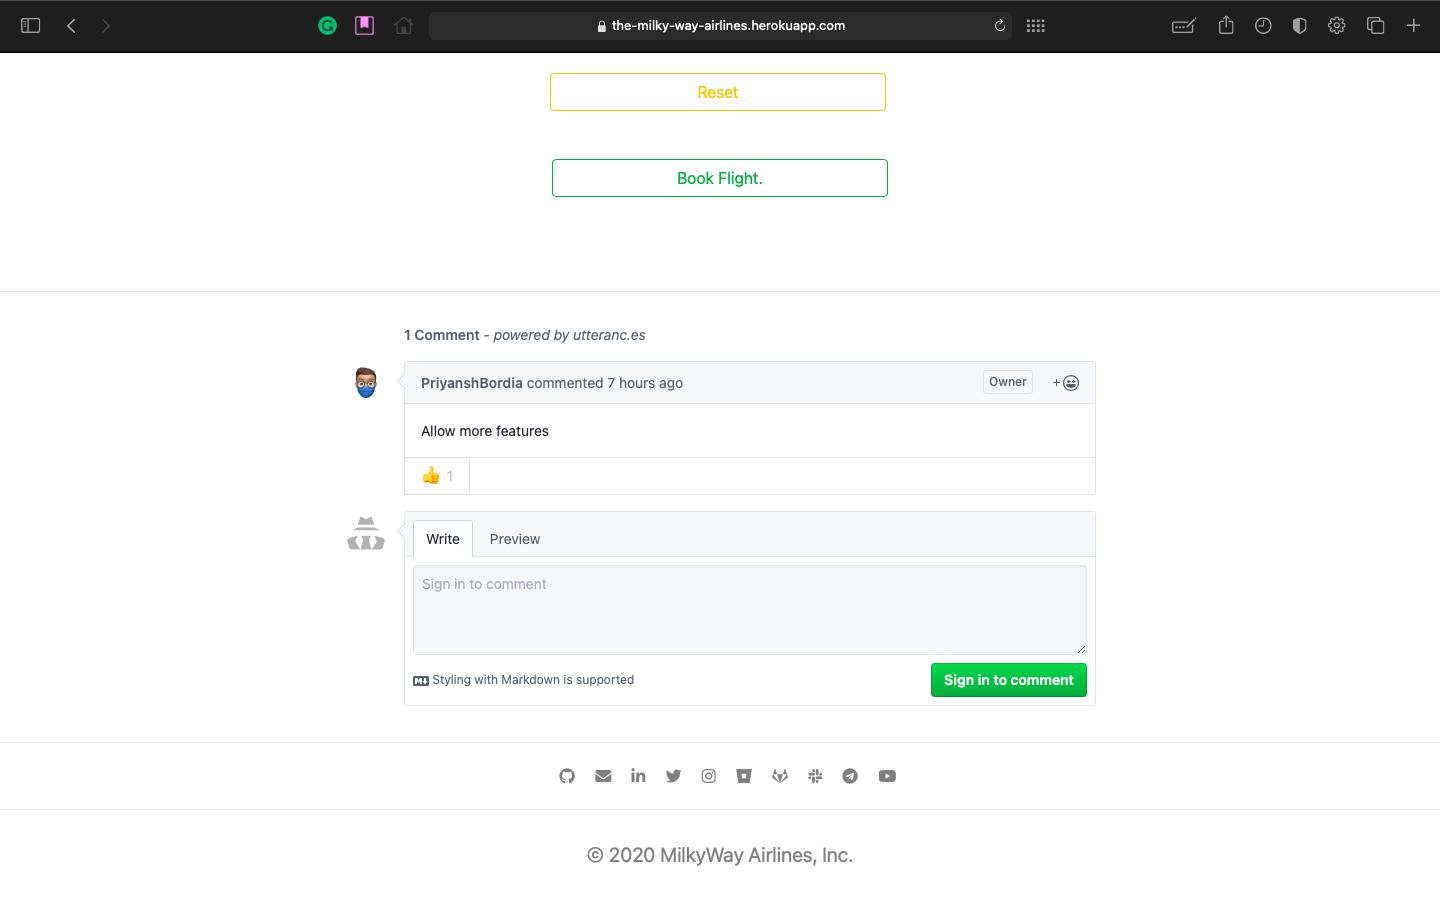 the-milky-way-airlines.herokuapp.com
Reset
Book Flight.
1 Comment - powered by utteranc.es
PriyanshBordia commented 7 hours ago
Owner
+
Allow more features
👍 1
Write
Preview
Sign in to comment
Styling with Markdown is supported
Sign in to comment
© 2020 MilkyWay Airlines, Inc.